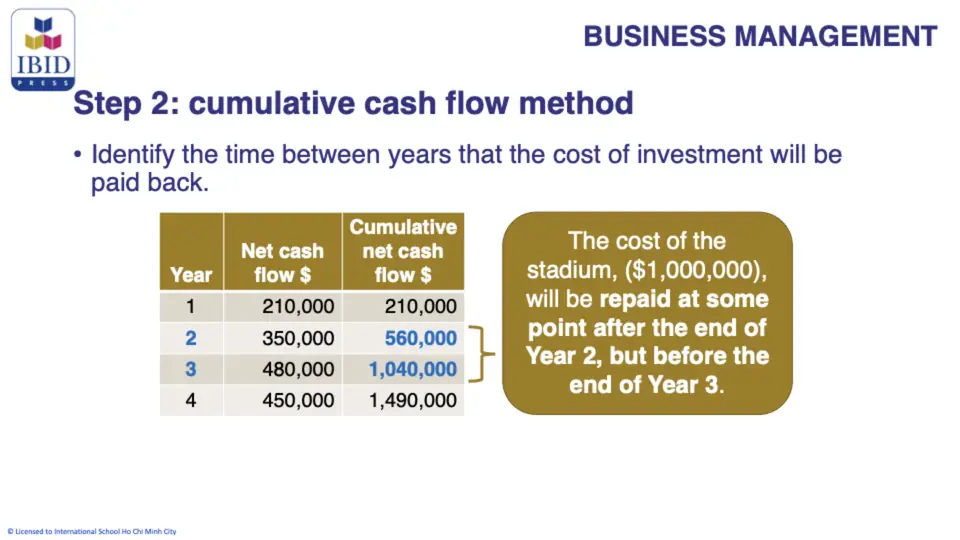 IBID
PRESS
BUSINESS MANAGEMENT
Step 2: cumulative cash flow method
• Identify the time between years that the cost of investment will be
paid back.
Year Net cash flow $ Cumulative net cash flow $
1 210,000 210,000
2 350,000 560,000
3 480,000 1,040,000
4 450,000 1,490,000
The cost of the
stadium, ($1,000,000),
will be repaid at some
point after the end of
Year 2, but before the
end of Year 3.
© Licensed to International School Ho Chi Minh City